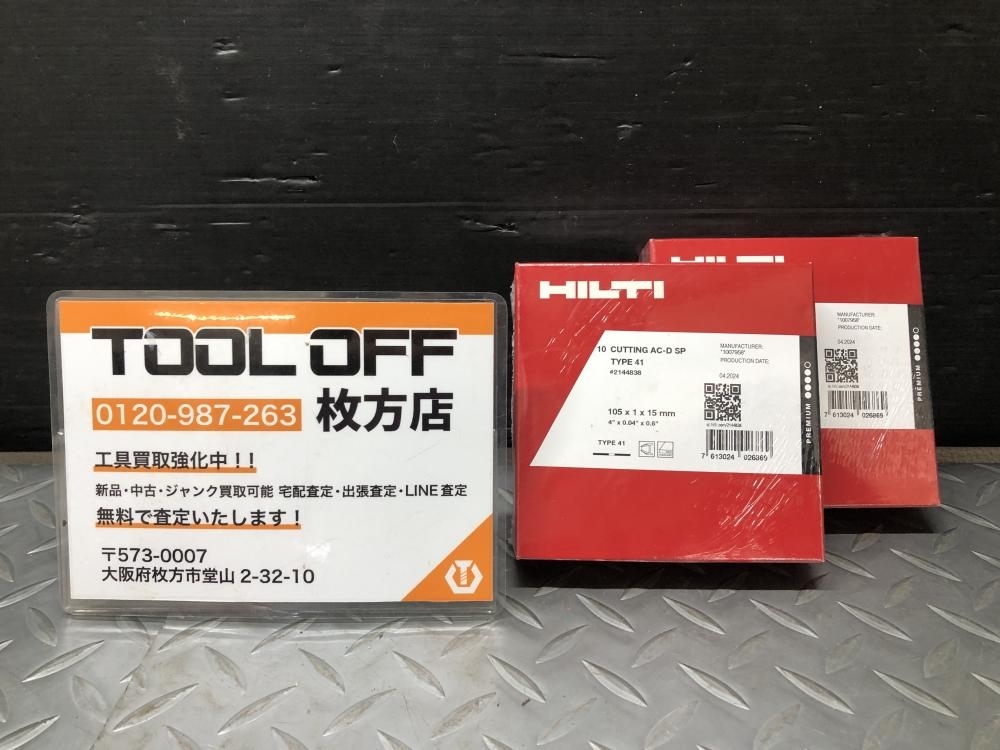 TOOL OFF
0120-987-263 枚方店
工具買取強化中!!
新品・中古・ジャンク買取可能 宅配査定・出張査定・LINE査定
無料で査定いたします!
〒573-0007
大阪府枚方市堂山 2-32-10
HILTI
10 CUTTING AC-D SP
TYPE 41
#2144838
105 x 1 x 15 mm
4" x 0.04" x 0.6"
TYPE 41
MANUFACTURER:
"1007958"
PRODUCTION DATE:
04.2024
7 613024 026869
PREMIUM
HILTI
MANUFACTURER:
"1007958"
PRODUCTION DATE:
04.2024
7 613024 026869
PREMIUM